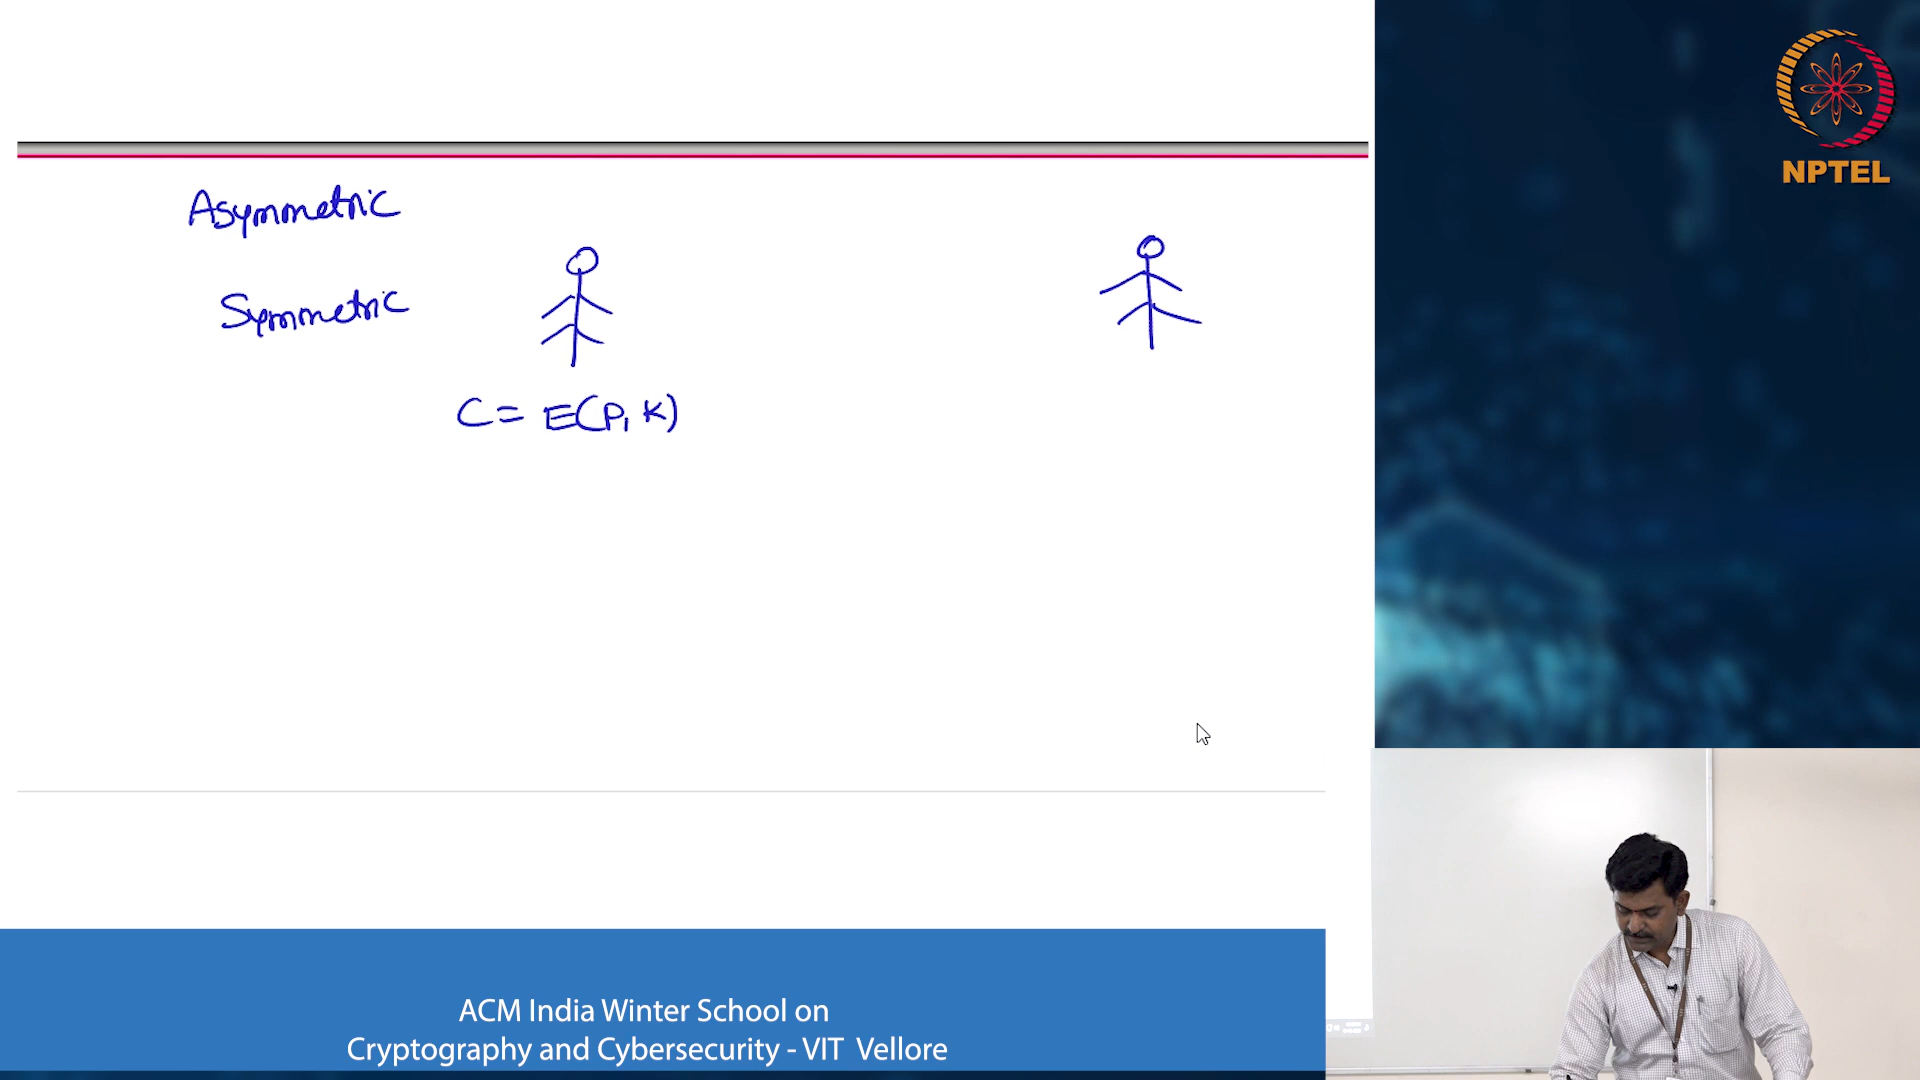 NPTEL
Asymmetric
Symmetric
C = E(P, K)
ACM India Winter School on
Cryptography and Cybersecurity - VIT Vellore